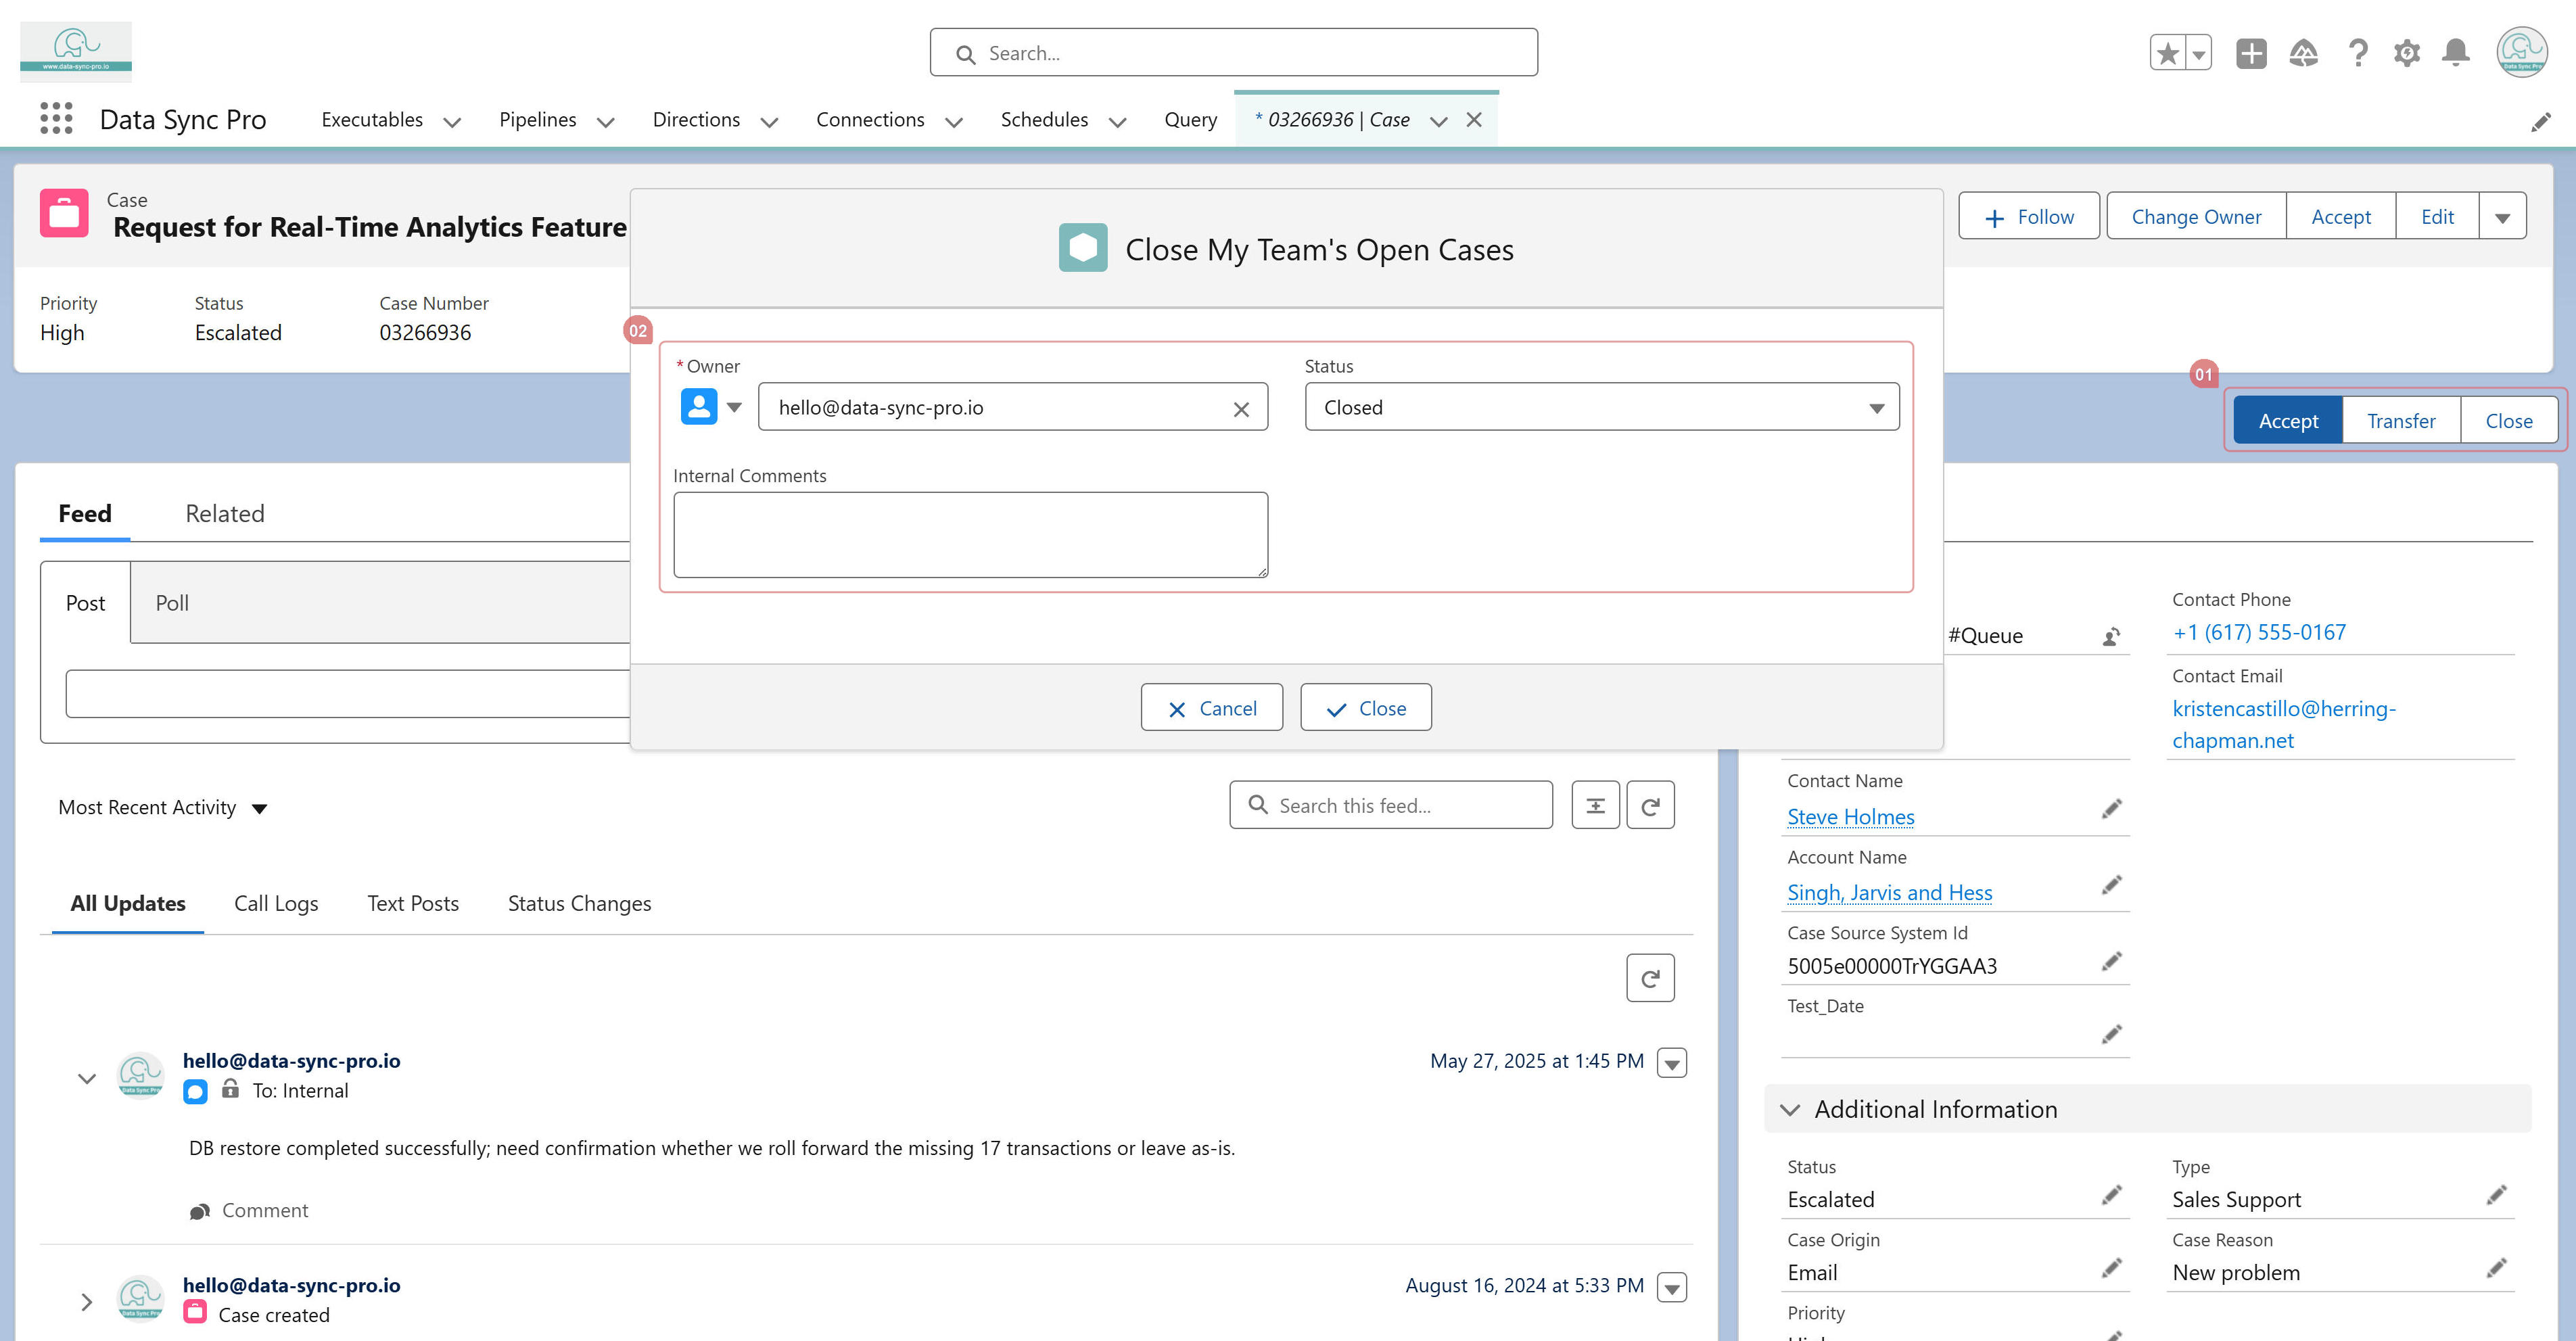 www.data-sync-pro.io
Search...
Data Sync Pro
Executables
Pipelines
Directions
Connections
Schedules
Query
* 03266936 | Case
Case
Request for Real-Time Analytics Feature
Follow
Change Owner
Accept
Edit
Priority
High
Status
Escalated
Case Number
03266936
Close My Team's Open Cases
02
* Owner
hello@data-sync-pro.io
Status
Closed
Internal Comments
Cancel
Close
01
Accept
Transfer
Close
Feed
Related
Post
Poll
Most Recent Activity
Search this feed...
All Updates
Call Logs
Text Posts
Status Changes
hello@data-sync-pro.io
To: Internal
May 27, 2025 at 1:45 PM
DB restore completed successfully; need confirmation whether we roll forward the missing 17 transactions or leave as-is.
Comment
hello@data-sync-pro.io
Case created
August 16, 2024 at 5:33 PM
#Queue
Contact Phone
+1 (617) 555-0167
Contact Email
kristencastillo@herring-
chapman.net
Contact Name
Steve Holmes
Account Name
Singh, Jarvis and Hess
Case Source System Id
5005e00000TrYGGAA3
Test_Date
Additional Information
Status
Escalated
Type
Sales Support
Case Origin
Email
Case Reason
New problem
Priority